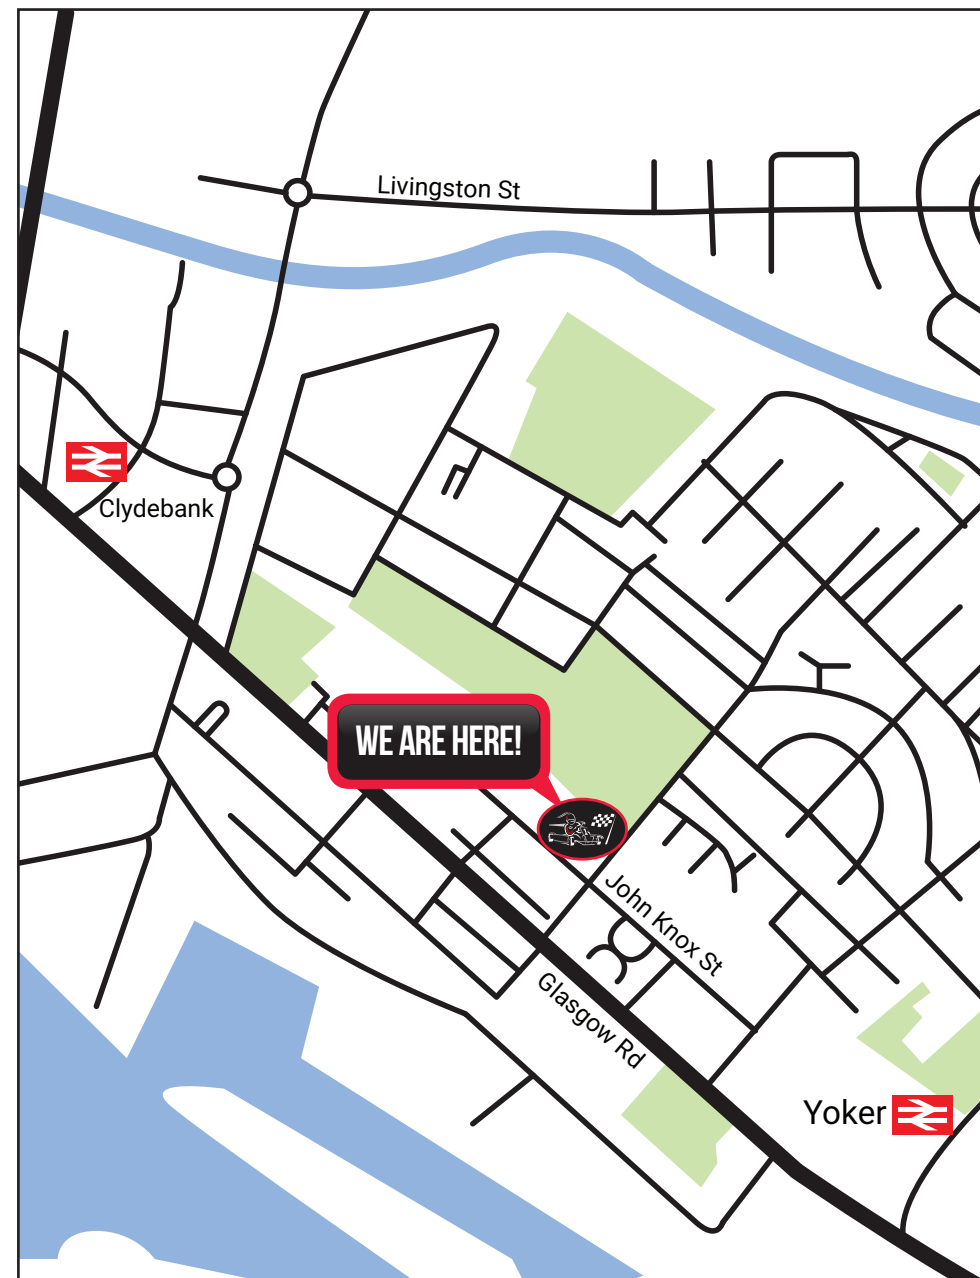 Livingston St
Clydebank
WE ARE HERE!
John Knox St
Glasgow Rd
Yoker